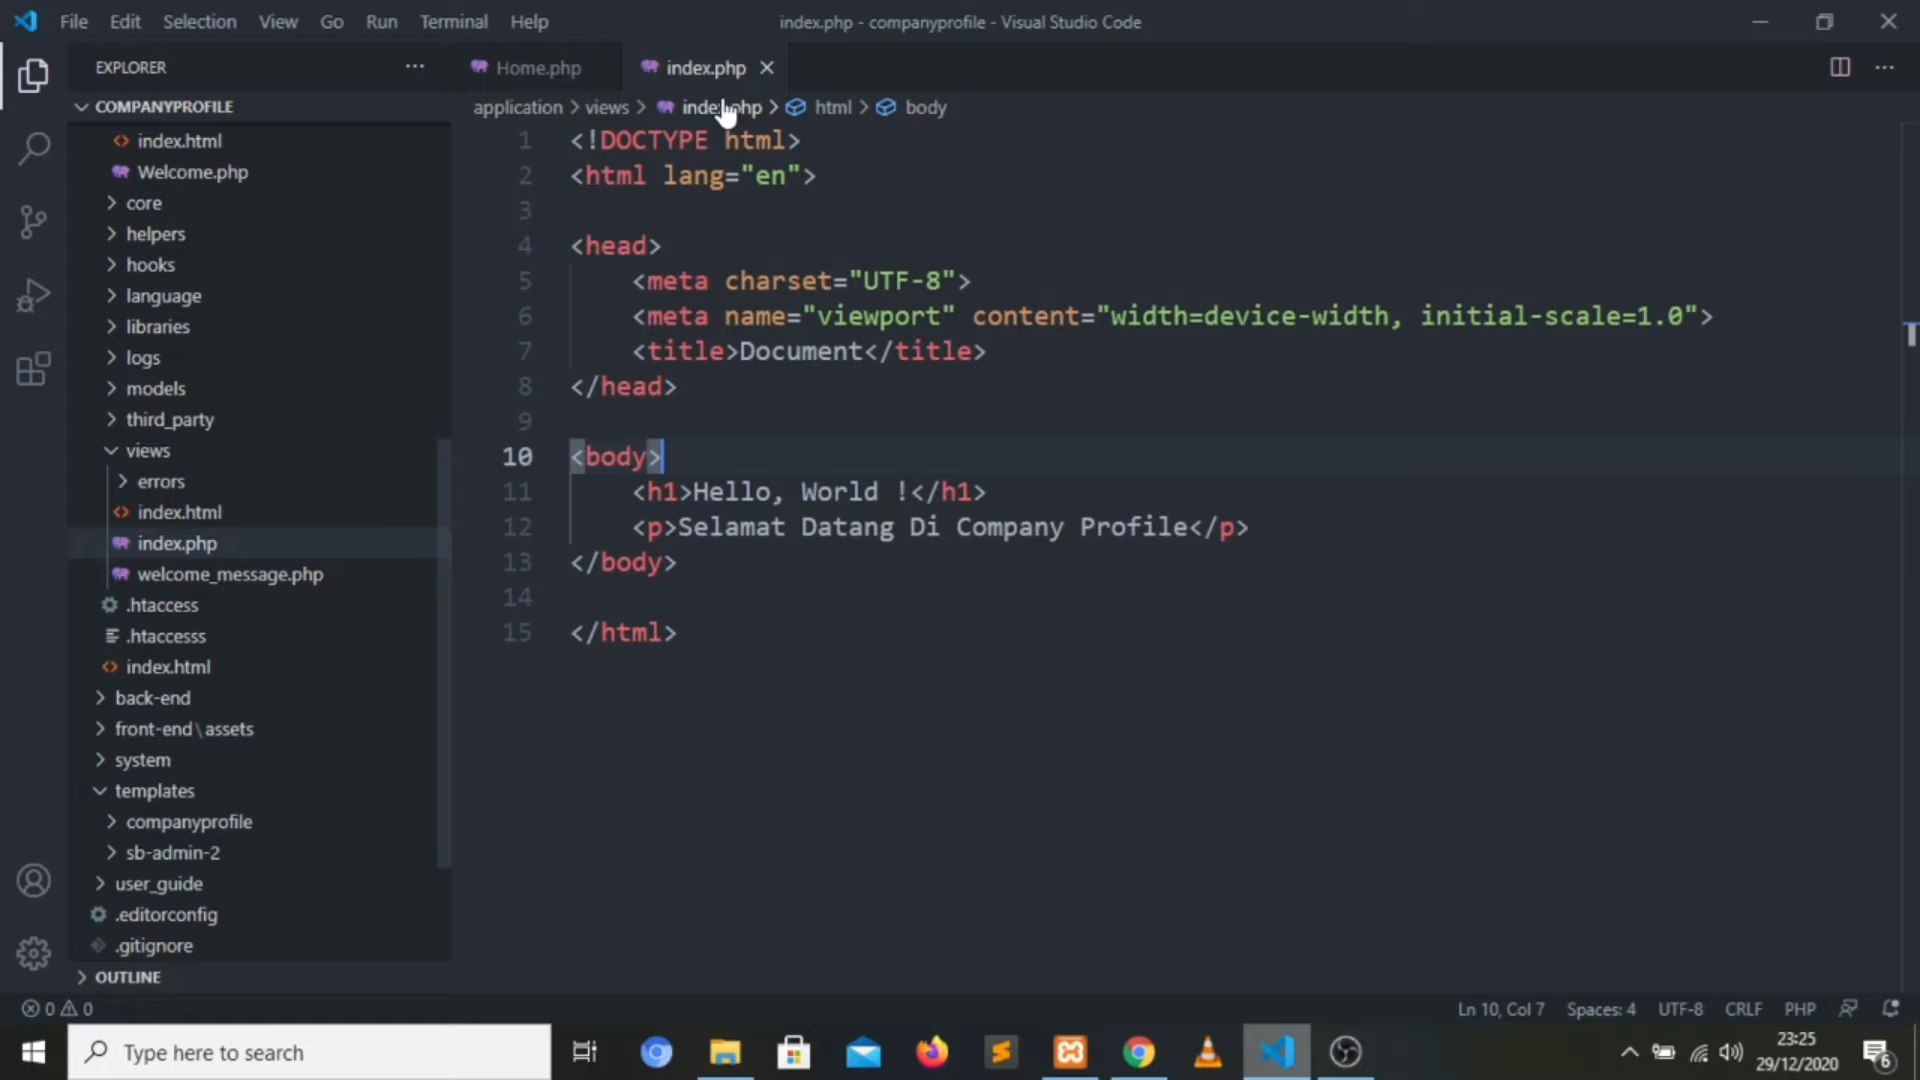 File Edit Selection View Go Run Terminal Help
index.php - companyprofile - Visual Studio Code
EXPLORER
COMPANYPROFILE
index.html
Welcome.php
core
helpers
hooks
language
libraries
logs
models
third_party
views
errors
index.html
index.php
welcome_message.php
.htaccess
.htaccesss
index.html
back-end
front-end\assets
system
templates
companyprofile
sb-admin-2
user_guide
.editorconfig
.gitignore
OUTLINE
Home.php index.php
application > views > index.php > html > body
1 <!DOCTYPE html>
2 <html lang="en">
3
4 <head>
5 <meta charset="UTF-8">
6 <meta name="viewport" content="width=device-width, initial-scale=1.0">
7 <title>Document</title>
8 </head>
9
10 <body>
11 <h1>Hello, World !</h1>
12 <p>Selamat Datang Di Company Profile</p>
13 </body>
14
15 </html>
0 0
Ln 10, Col 7 Spaces: 4 UTF-8 CRLF PHP
Type here to search
23:25
29/12/2020
6